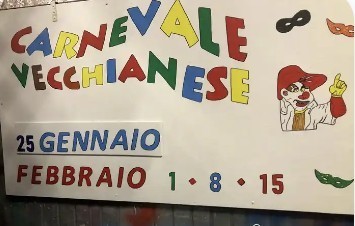 CARNEVALE
VECCHIANESE
25 GENNAIO
FEBBRAIO 1 • 8 • 15